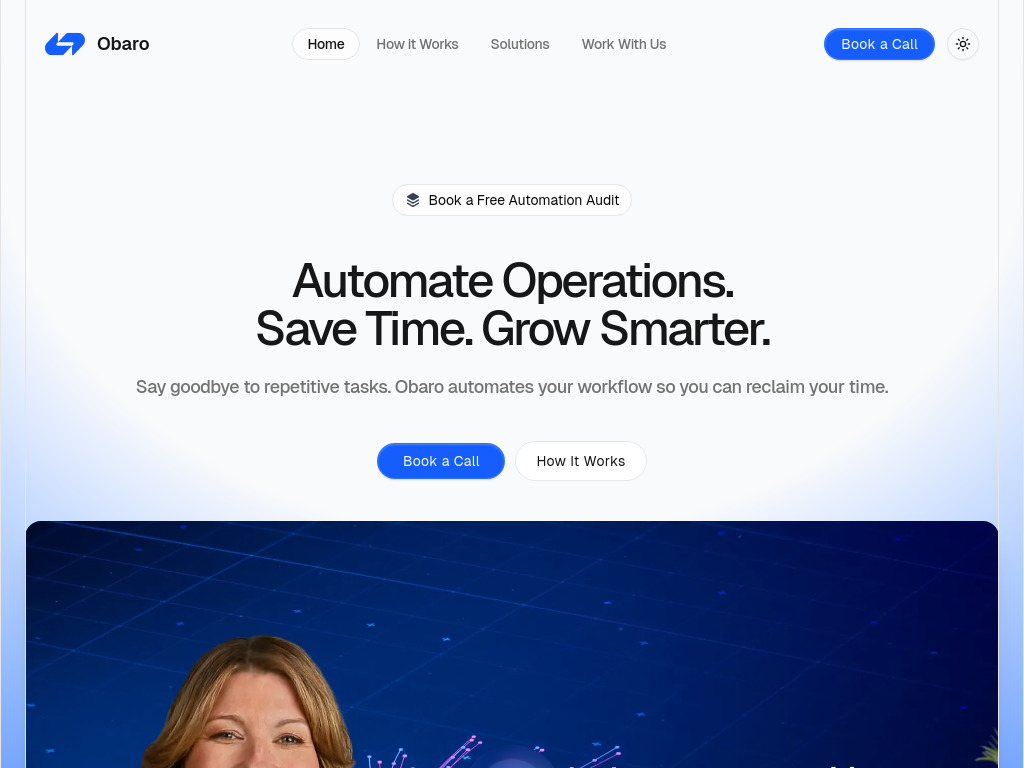 Obaro
Home
How it Works
Solutions
Work With Us
Book a Call
Book a Free Automation Audit
Automate Operations.
Save Time. Grow Smarter.
Say goodbye to repetitive tasks. Obaro automates your workflow so you can reclaim your time.
Book a Call
How It Works